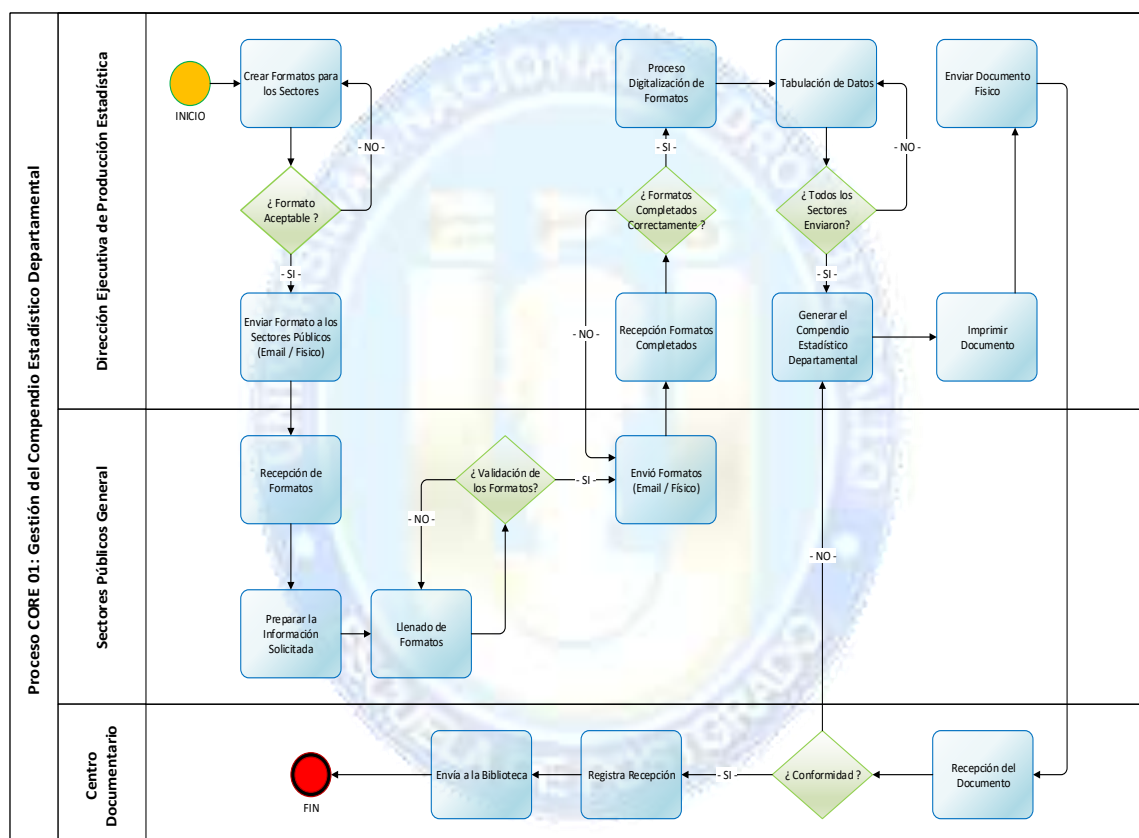 Proceso CORE 01: Gestión del Compendio Estadístico Departamental
Dirección Ejecutiva de Producción Estadística
INICIO
Crear Formatos para
los Sectores
- NO -
¿ Formato
Aceptable ?
- SI -
Enviar Formato a los
Sectores Públicos
(Email / Fisico)
Proceso
Digitalización de
Formatos
- SI -
¿ Formatos
Completados
Correctamente ?
- NO -
Recepción Formatos
Completados
Tabulación de Datos
- NO -
¿ Todos los
Sectores
Enviaron?
- SI -
Generar el
Compendio
Estadístico
Departamental
Enviar Documento
Fisico
Imprimir
Documento
Sectores Públicos General
Recepción de
Formatos
Preparar la
Información
Solicitada
Llenado de
Formatos
- NO -
¿ Validación de
los Formatos?
- SI -
Envió Formatos
(Email / Físico)
- NO -
Centro
Documentario
Recepción del
Documento
¿ Conformidad ?
- SI -
Registra Recepción
Envía a la Biblioteca
FIN